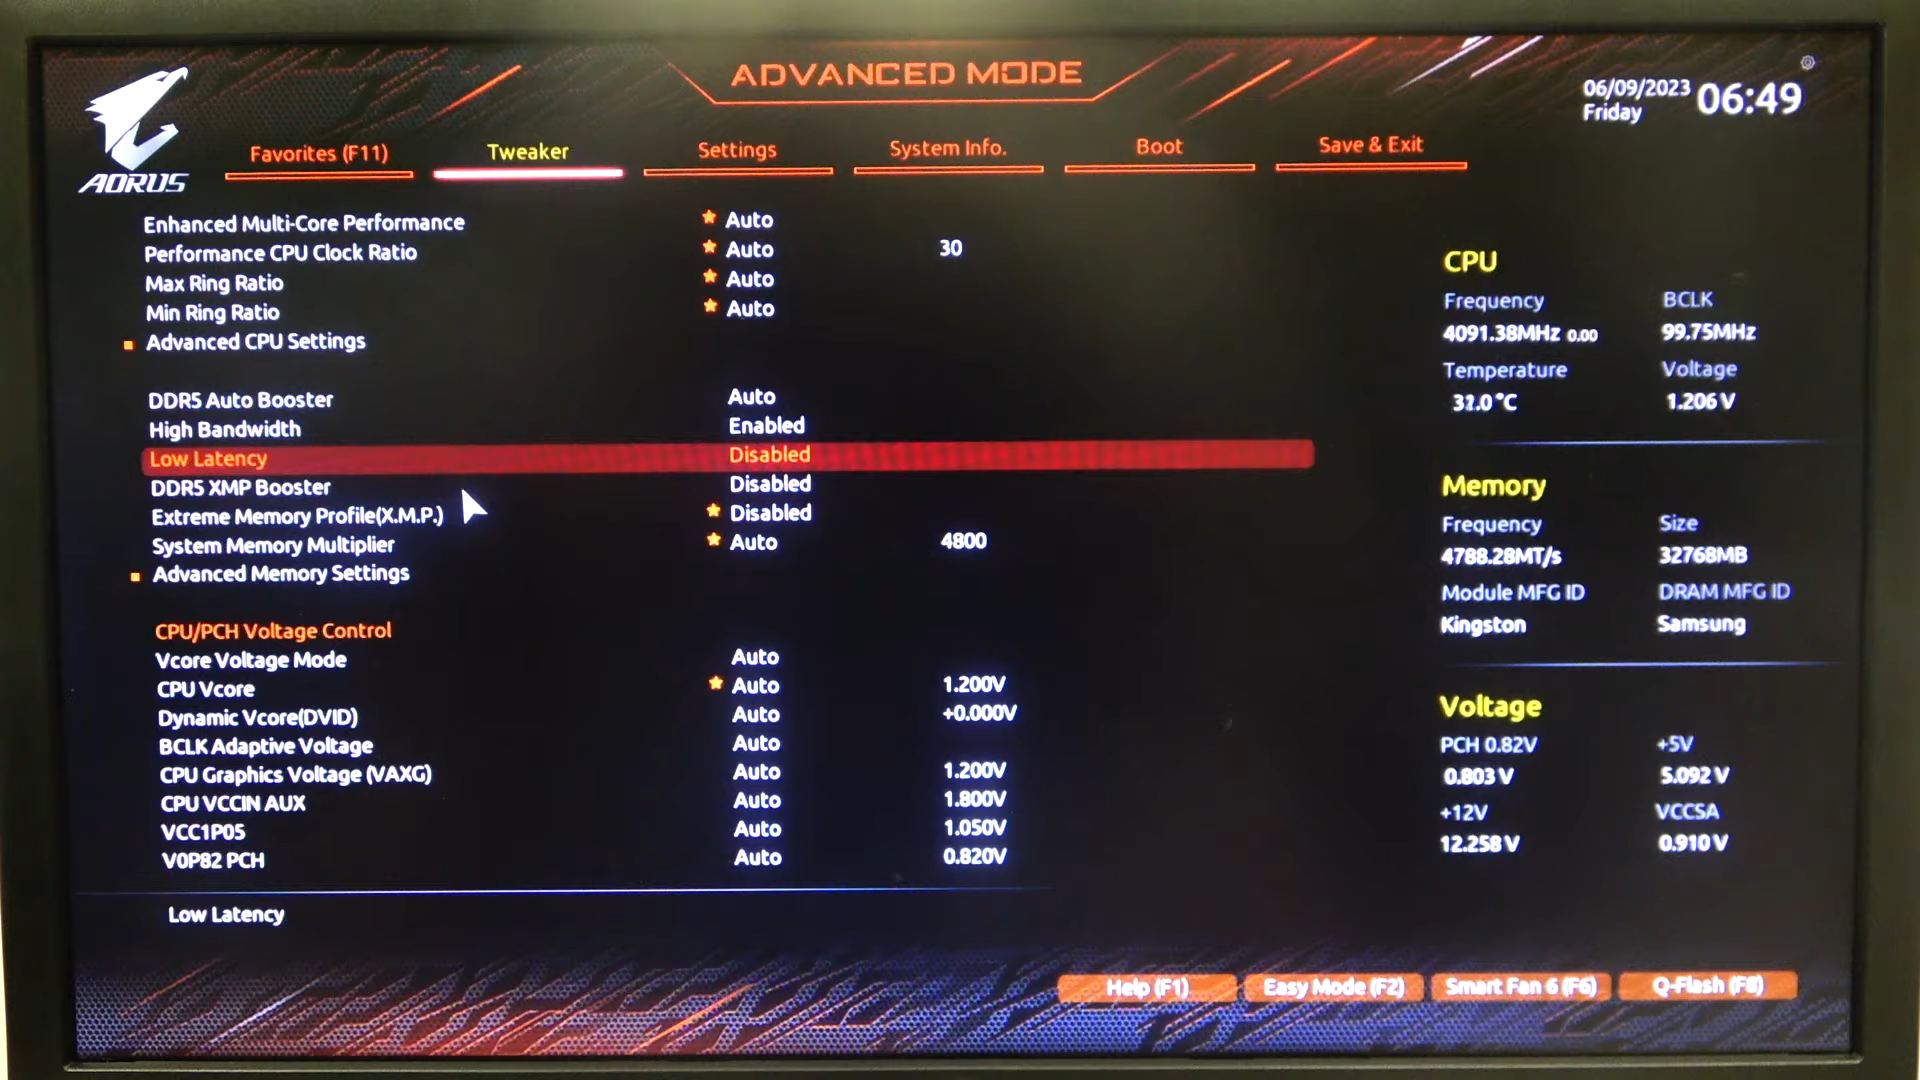 ADVANCED MODE
06/09/2023 06:49
Friday
AORUS
Favorites (F11) Tweaker Settings System Info. Boot Save & Exit
Enhanced Multi-Core Performance Auto
Performance CPU Clock Ratio Auto 30
Max Ring Ratio Auto
Min Ring Ratio Auto
Advanced CPU Settings
DDR5 Auto Booster Auto
High Bandwidth Enabled
Low Latency Disabled
DDR5 XMP Booster Disabled
Extreme Memory Profile(X.M.P.) Disabled
System Memory Multiplier Auto 4800
Advanced Memory Settings
CPU/PCH Voltage Control
Vcore Voltage Mode Auto
CPU Vcore Auto 1.200V
Dynamic Vcore(DVID) Auto +0.000V
BCLK Adaptive Voltage Auto
CPU Graphics Voltage (VAXG) Auto 1.200V
CPU VCCIN AUX Auto 1.800V
VCC1P05 Auto 1.050V
V0P82 PCH Auto 0.820V
Low Latency
CPU
Frequency BCLK
4091.38MHz 0.00 99.75MHz
Temperature Voltage
°C 1.206 V
Memory
Frequency Size
4788.28MT/s 32768MB
Module MFG ID DRAM MFG ID
Kingston Samsung
Voltage
PCH 0.82V +5V
0.803 V 5.092 V
+12V VCCSA
12.258 V 0.910 V
Help (F1) Easy Mode (F2) Smart Fan 6 (F6) Q-Flash (F8)